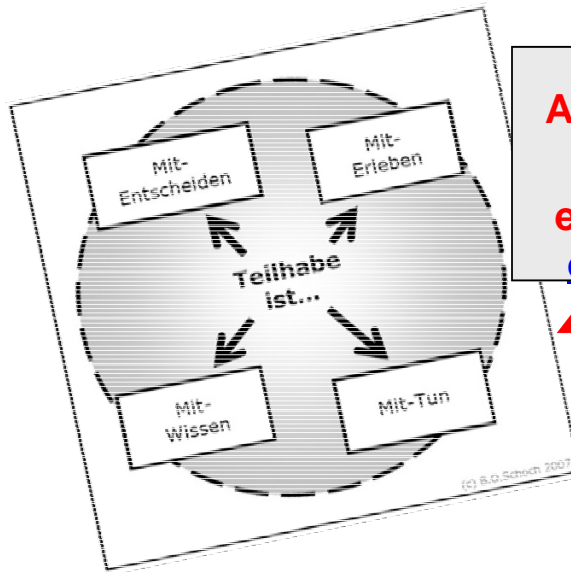 Mit-
Entscheiden
Mit-
Erleben
Teilhabe
ist...
Mit-
Wissen
Mit-Tun
(c) B.D.Schoch 2007
A
e